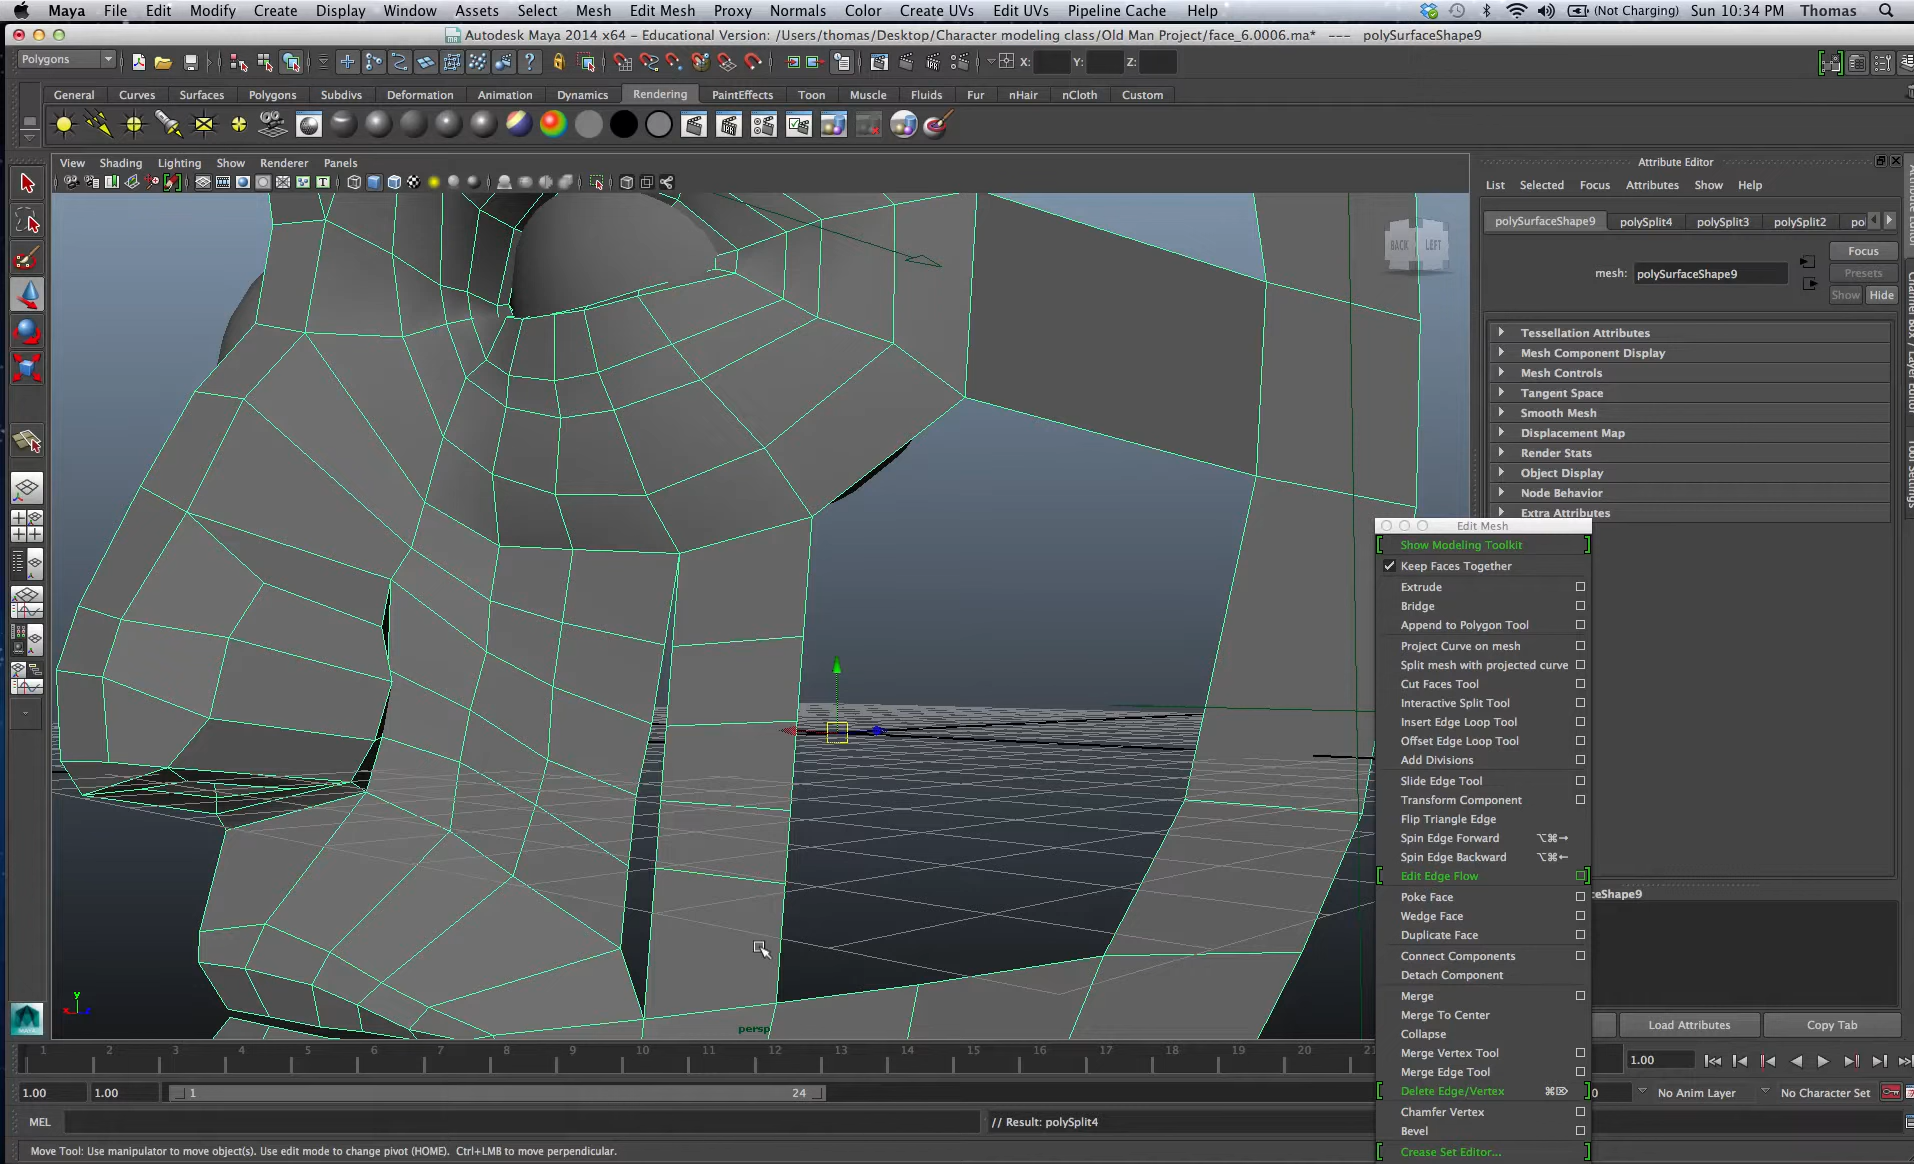 Maya File Edit Modify Create Display Window Assets Select Mesh Edit Mesh Proxy Normals Color Create UVs Edit UVs Pipeline Cache Help (Not Charging) Sun 10:34 PM Thomas
Autodesk Maya 2014 x64 - Educational Version: /Users/thomas/Desktop/Character modeling class/Old Man Project/face_6.0006.ma* --- polySurfaceShape9
Polygons X: Y: Z:
General Curves Surfaces Polygons Subdivs Deformation Animation Dynamics Rendering PaintEffects Toon Muscle Fluids Fur nHair nCloth Custom
View Shading Lighting Show Renderer Panels
Attribute Editor
List Selected Focus Attributes Show Help
polySurfaceShape9 polySplit4 polySplit3 polySplit2 po
BACK LEFT
Focus
mesh: polySurfaceShape9
Presets
Show Hide
Tessellation Attributes
Mesh Component Display
Mesh Controls
Tangent Space
Smooth Mesh
Displacement Map
Render Stats
Object Display
Node Behavior
Extra Attributes
Edit Mesh
Show Modeling Toolkit
Keep Faces Together
Extrude
Bridge
Append to Polygon Tool
Project Curve on mesh
Split mesh with projected curve
Cut Faces Tool
Interactive Split Tool
Insert Edge Loop Tool
Offset Edge Loop Tool
Add Divisions
Slide Edge Tool
Transform Component
Flip Triangle Edge
Spin Edge Forward ⌥⌘→
Spin Edge Backward ⌥⌘←
Edit Edge Flow
Poke Face
Wedge Face
Duplicate Face
Connect Components
Detach Component
Merge
Merge To Center
Collapse
Merge Vertex Tool
Merge Edge Tool
Delete Edge/Vertex ⌘⌦
Chamfer Vertex
Bevel
Crease Set Editor...
eShape9
Load Attributes Copy Tab
y
x z
persp
1 2 3 4 5 6 7 8 9 10 11 12 13 14 15 16 17 18 19 20 21
1.00
1.00 1.00 1 24 0 No Anim Layer No Character Set
MEL // Result: polySplit4
Move Tool: Use manipulator to move object(s). Use edit mode to change pivot (HOME). Ctrl+LMB to move perpendicular.